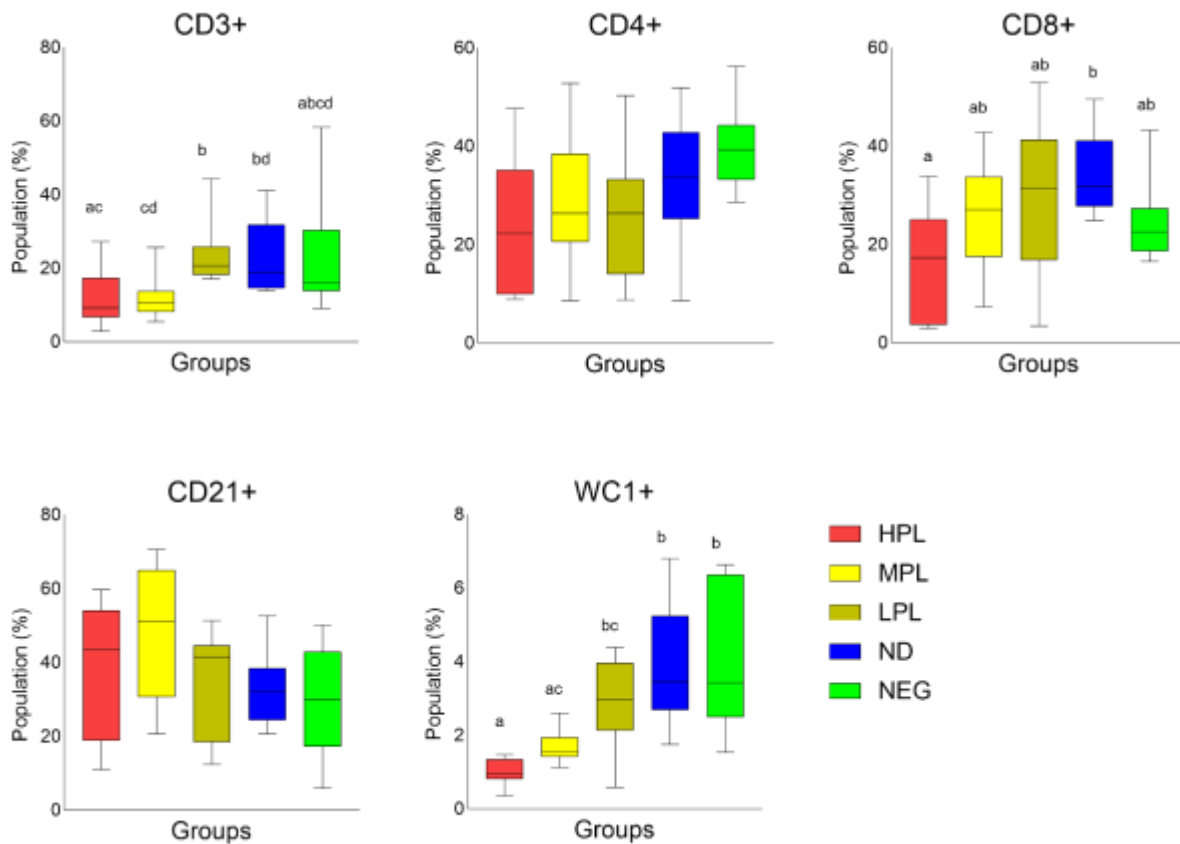 CD3+
Population (%)
80
60
40
20
0
ac
cd
b
bd
abcd
Groups
CD4+
Population (%)
60
40
20
0
Groups
CD8+
Population (%)
60
40
20
0
a
ab
ab
b
ab
Groups
CD21+
Population (%)
80
60
40
20
0
Groups
WC1+
Population (%)
8
6
4
2
0
a
ac
bc
b
b
Groups
HPL
MPL
LPL
ND
NEG